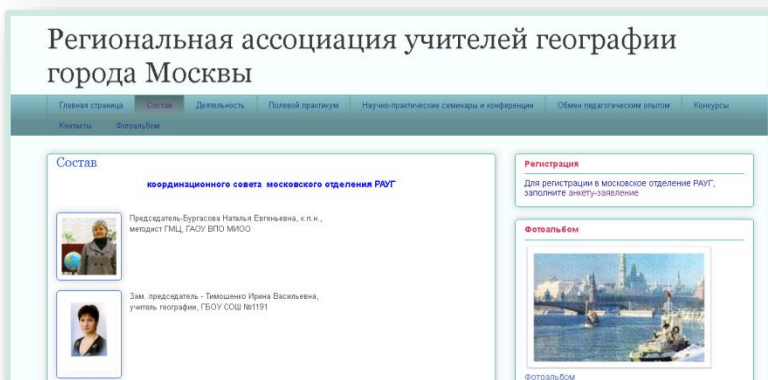 Региональная ассоциация учителей географии
города Москвы
Главная страница Состав Деятельность Полевой практикум Научно-практические семинары и конференции Обмен педагогическим опытом Конкурсы
Контакты Фотоальбом
Состав
координационного совета московского отделения РАУГ
Председатель-Бургасова Наталья Евгеньевна, к.п.н.,
методист ГМЦ, ГАОУ ВПО МИОО
Зам. председатель - Тимошенко Ирина Васильевна,
учитель географии, ГБОУ СОШ №1191
Регистрация
Для регистрации в московское отделение РАУГ,
заполните анкету-заявление
Фотоальбом
Фотоальбом